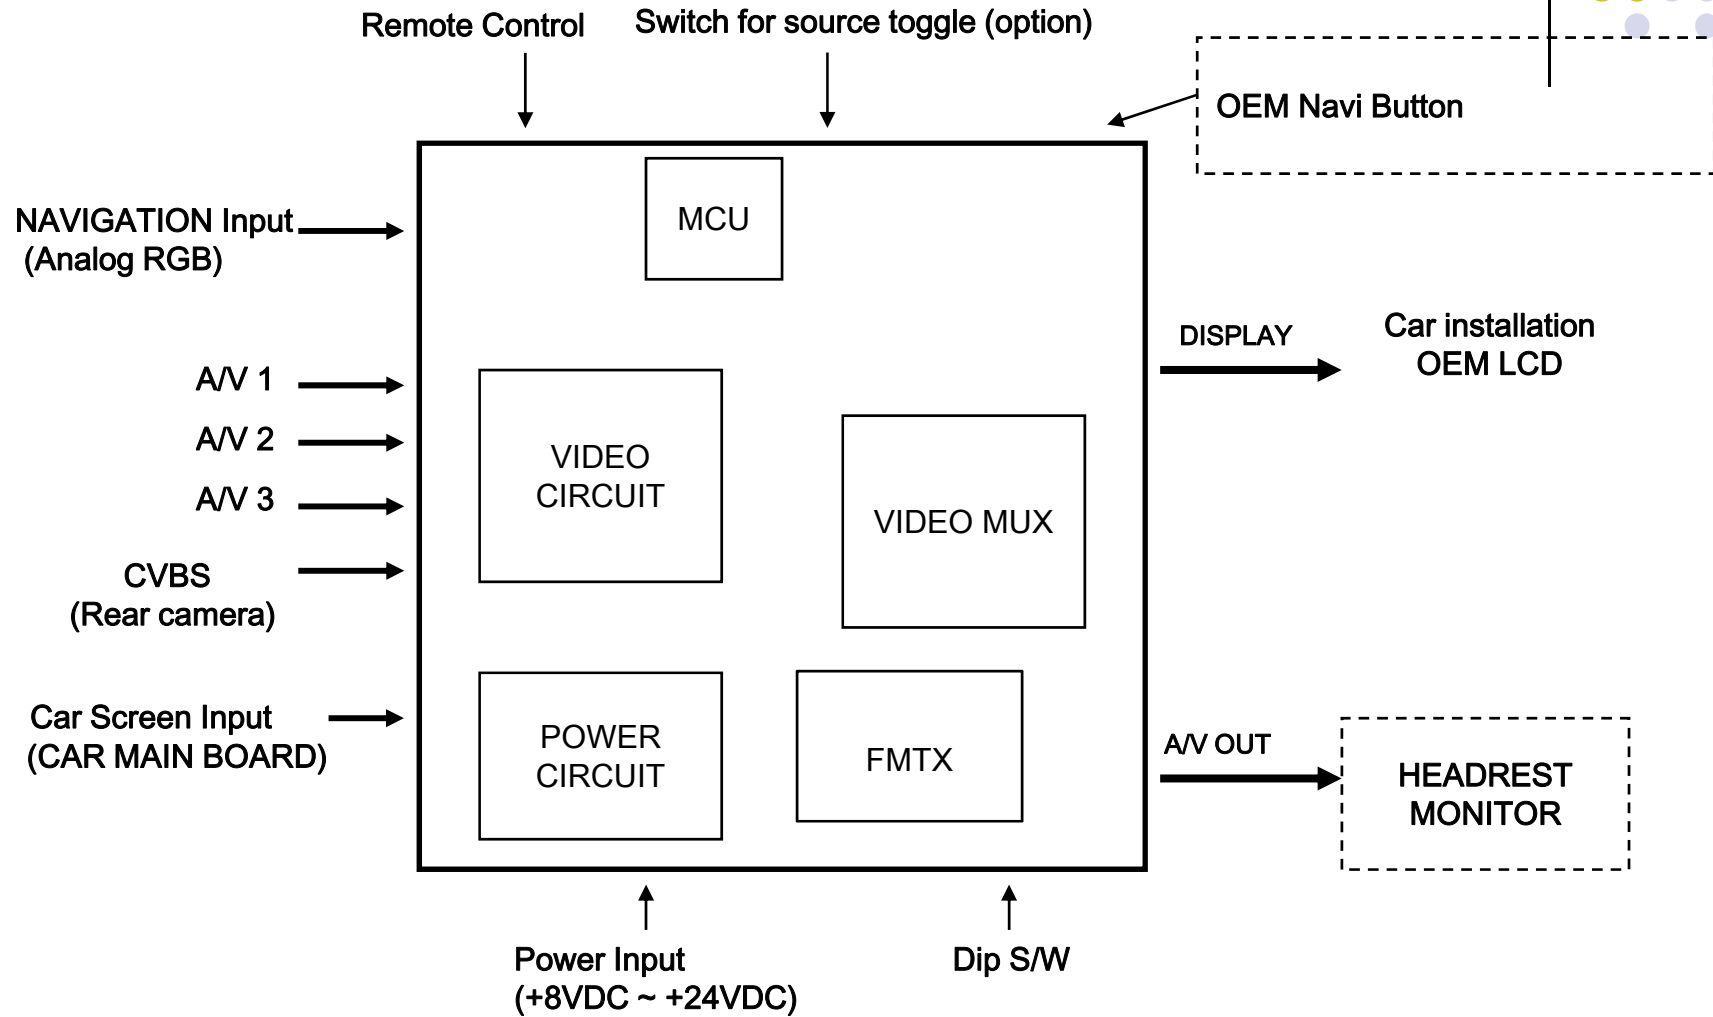 Remote Control
Switch for source toggle (option)
OEM Navi Button
NAVIGATION Input
(Analog RGB)
MCU
DISPLAY
Car installation
OEM LCD
A/V 1
A/V 2
A/V 3
VIDEO
CIRCUIT
VIDEO MUX
CVBS
(Rear camera)
Car Screen Input
(CAR MAIN BOARD)
POWER
CIRCUIT
FMTX
A/V OUT
HEADREST
MONITOR
Power Input
(+8VDC ~ +24VDC)
Dip S/W